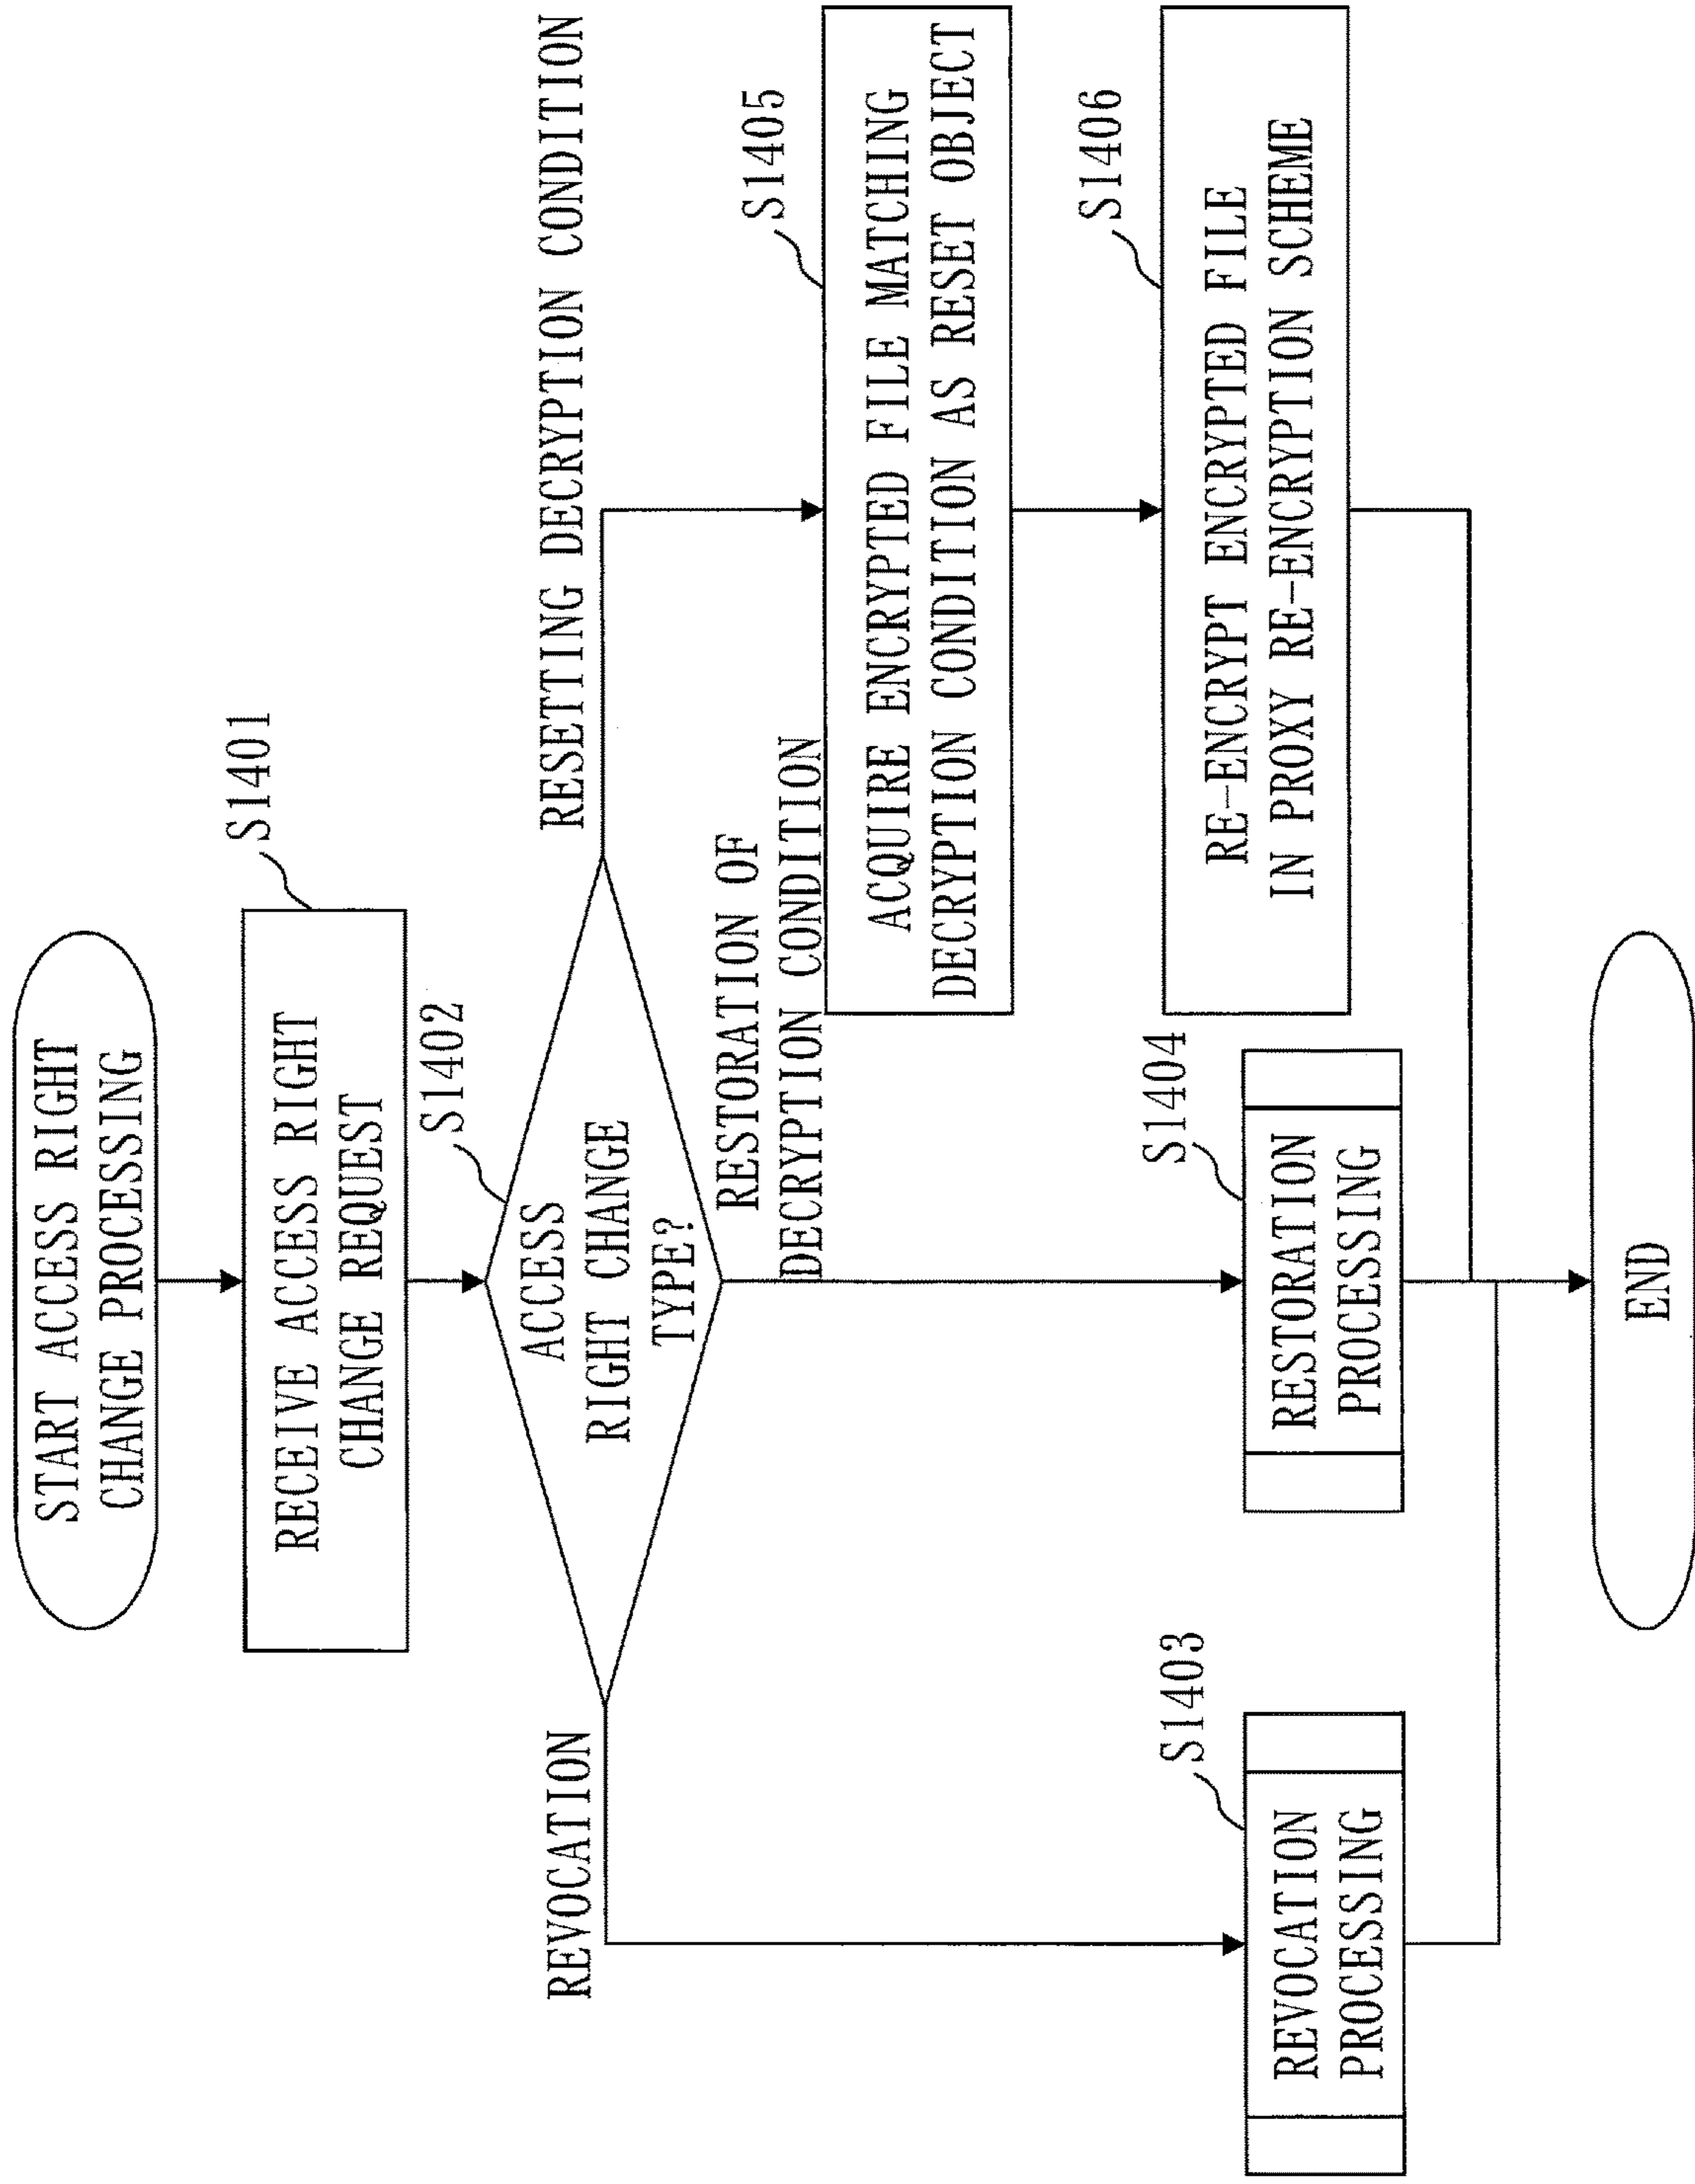 START ACCESS RIGHT
CHANGE PROCESSING
S1401
RECEIVE ACCESS RIGHT
CHANGE REQUEST
S1402
ACCESS
RIGHT CHANGE
TYPE?
REVOCATION
RESTORATION OF
DECRYPTION CONDITION
RESETTING DECRYPTION CONDITION
S1403
REVOCATION
PROCESSING
S1404
RESTORATION
PROCESSING
S1405
ACQUIRE ENCRYPTED FILE MATCHING
DECRYPTION CONDITION AS RESET OBJECT
S1406
RE-ENCRYPT ENCRYPTED FILE
IN PROXY RE-ENCRYPTION SCHEME
END